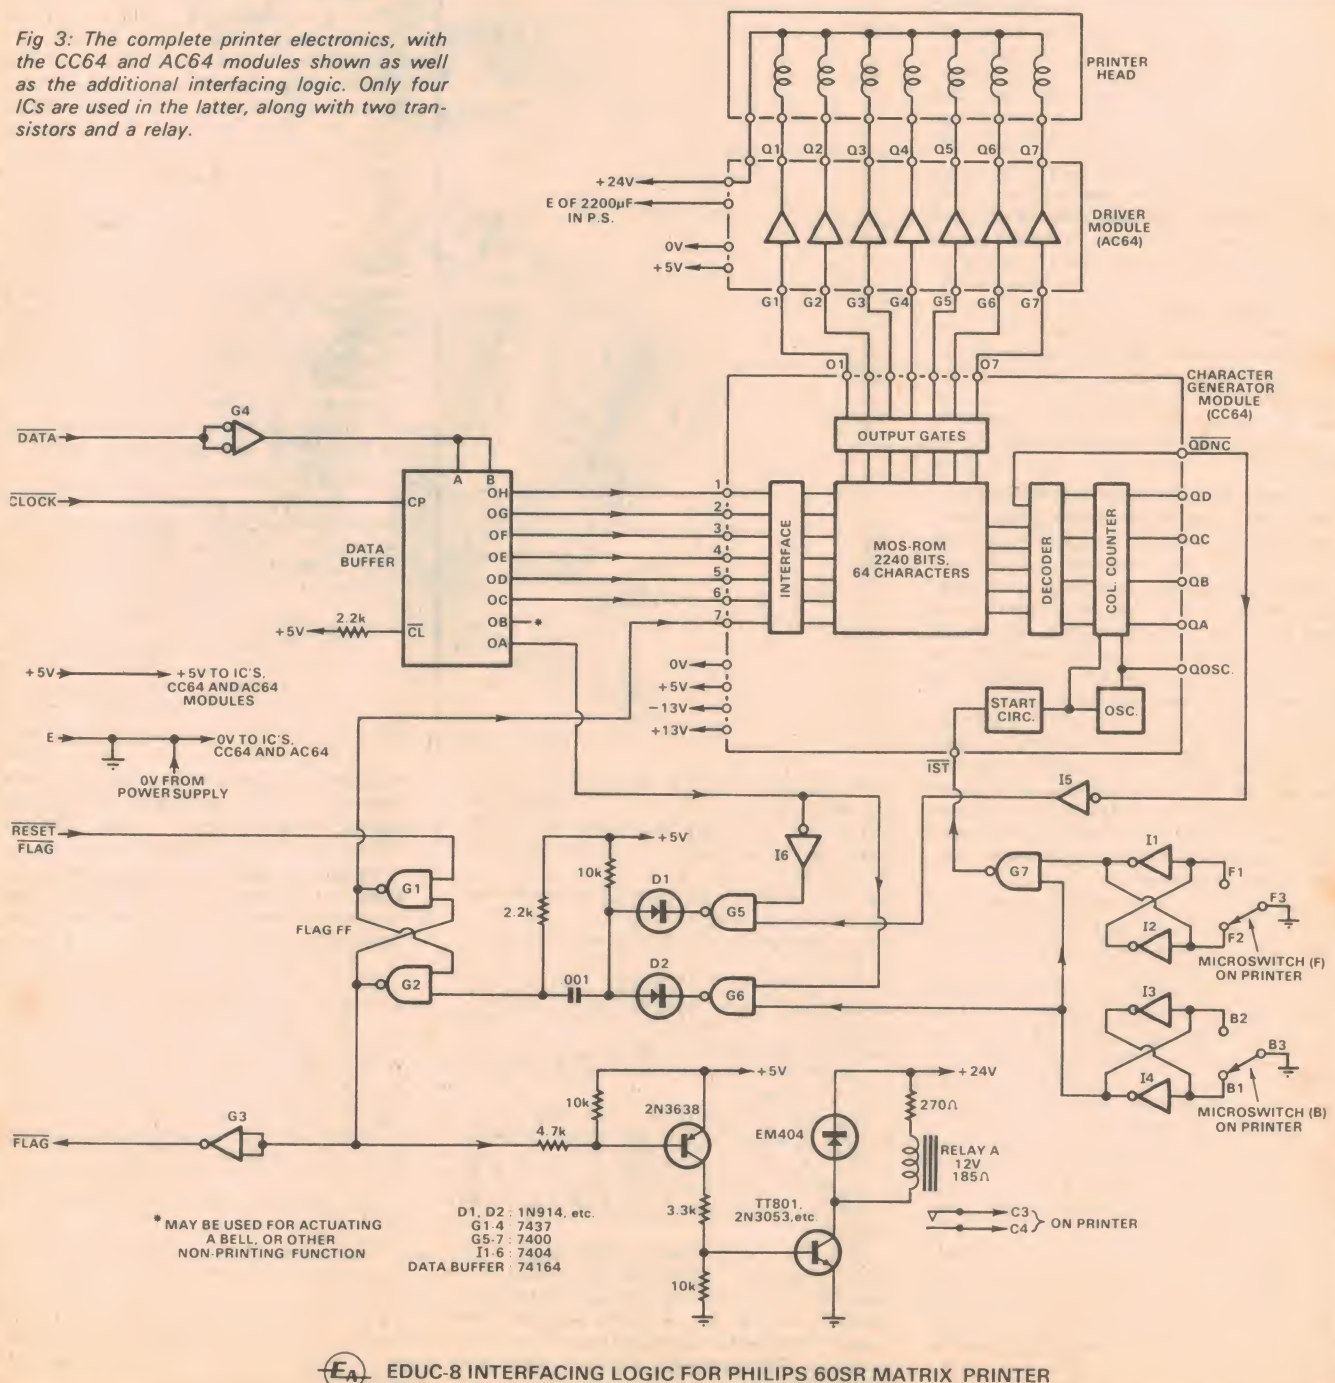 Fig 3: The complete printer electronics, with
the CC64 and AC64 modules shown as well
as the additional interfacing logic. Only four
ICs are used in the latter, along with two tran-
sistors and a relay.
PRINTER
HEAD
Q1 Q2 Q3 Q4 Q5 Q6 Q7
+24V
E OF 2200µF
IN P.S.
0V
+5V
DRIVER
MODULE
(AC64)
G1 G2 G3 G4 G5 G6 G7
O1 O7
CHARACTER
GENERATOR
MODULE
(CC64)
OUTPUT GATES
QDNC
QD
QC
QB
QA
QOSC.
INTERFACE
MOS-ROM
2240 BITS,
64 CHARACTERS
DECODER
COL. COUNTER
START
CIRC.
OSC.
IST
1
2
3
4
5
6
7
0V
+5V
-13V
+13V
DATA
G4
CLOCK
A B
CP
DATA
BUFFER
OH
OG
OF
OE
OD
OC
OB *
OA
2.2k
+5V
CL
+5V
+5V TO IC'S,
CC64 AND AC64
MODULES
E
0V TO IC'S,
CC64 AND AC64
0V FROM
POWER SUPPLY
RESET
FLAG
G1
FLAG FF
G2
2.2k
10k
+5V
.001
D1
D2
G5
G6
I6
I5
G7
I1
I2
I3
I4
F1
F2
F3
MICROSWITCH (F)
ON PRINTER
B2
B3
B1
MICROSWITCH (B)
ON PRINTER
FLAG
G3
4.7k
10k
2N3638
+5V
3.3k
10k
EM404
+24V
270Ω
RELAY A
12V
185Ω
TT801,
2N3053,etc.
C3
C4
ON PRINTER
* MAY BE USED FOR ACTUATING
A BELL, OR OTHER
NON-PRINTING FUNCTION
D1, D2 : 1N914, etc.
G1-4 : 7437
G5-7 : 7400
I1-6 : 7404
DATA BUFFER : 74164
EA EDUC-8 INTERFACING LOGIC FOR PHILIPS 60SR MATRIX PRINTER